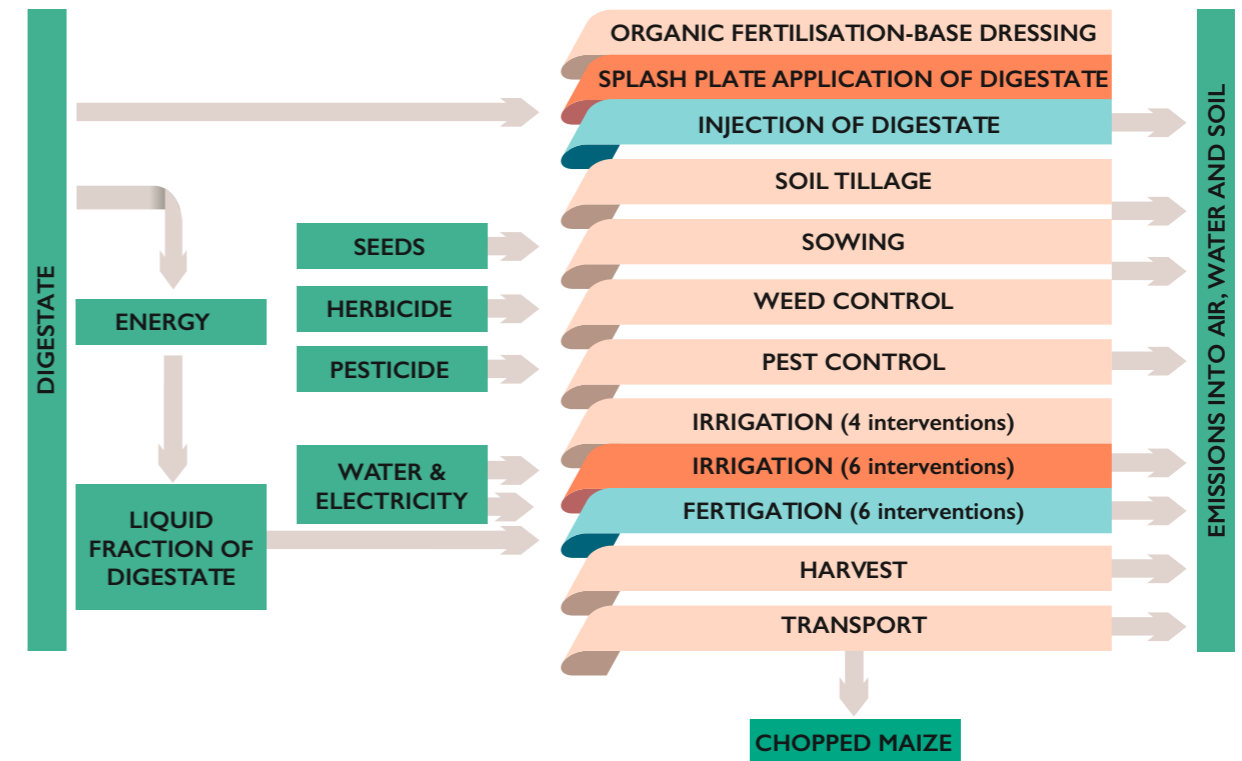 DIGESTATE
ENERGY
LIQUID
FRACTION OF
DIGESTATE
SEEDS
HERBICIDE
PESTICIDE
WATER &
ELECTRICITY
ORGANIC FERTILISATION-BASE DRESSING
SPLASH PLATE APPLICATION OF DIGESTATE
INJECTION OF DIGESTATE
SOIL TILLAGE
SOWING
WEED CONTROL
PEST CONTROL
IRRIGATION (4 interventions)
IRRIGATION (6 interventions)
FERTIGATION (6 interventions)
HARVEST
TRANSPORT
CHOPPED MAIZE
EMISSIONS INTO AIR, WATER AND SOIL